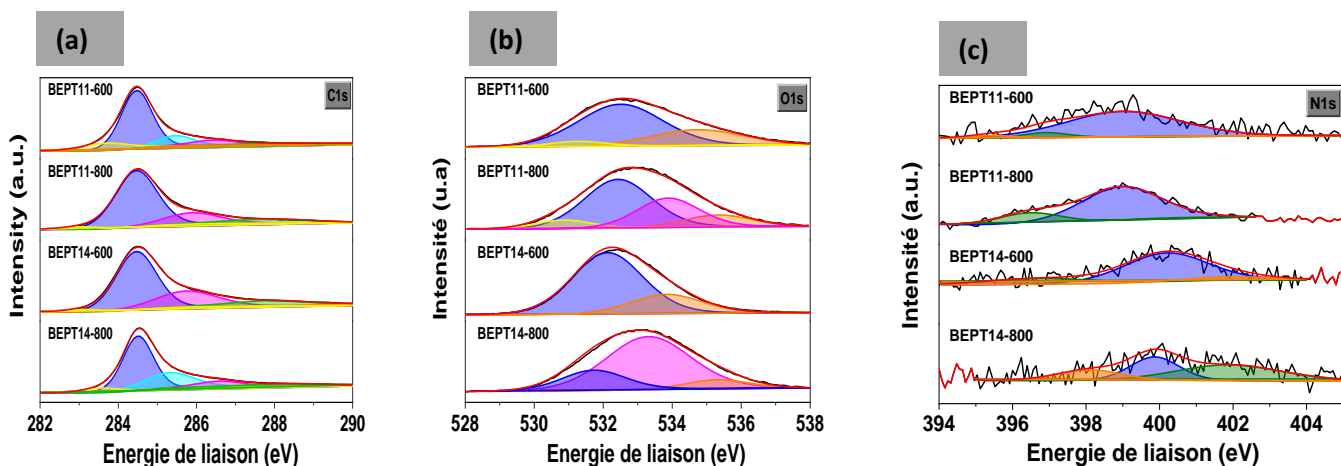 (a)
Intensity (a.u.)
C1s
BEPT11-600
BEPT11-800
BEPT14-600
BEPT14-800
282 284 286 288 290
Energie de liaison (eV)
(b)
Intensité (u.a)
O1s
BEPT11-600
BEPT11-800
BEPT14-600
BEPT14-800
528 530 532 534 536 538
Energie de liaison (eV)
(c)
Intensité (a.u.)
N1s
BEPT11-600
BEPT11-800
BEPT14-600
BEPT14-800
394 396 398 400 402 404
Energie de liaison (eV)